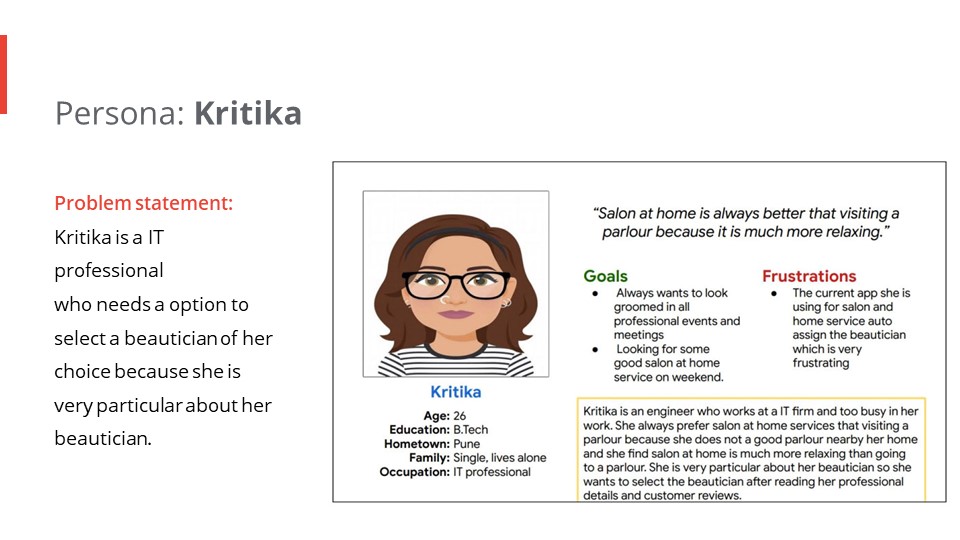 Persona: Kritika
Problem statement:
Kritika is a IT
professional
who needs a option to
select a beautician of her
choice because she is
very particular about her
beautician.
“Salon at home is always better that visiting a
parlour because it is much more relaxing.”
Goals
● Always wants to look
groomed in all
professional events and
meetings
● Looking for some
good salon at home
service on weekend.
Frustrations
● The current app she is
using for salon and
home service auto
assign the beautician
which is very
frustrating
Kritika
Age: 26
Education: B.Tech
Hometown: Pune
Family: Single, lives alone
Occupation: IT professional
Kritika is an engineer who works at a IT firm and too busy in her
work. She always prefer salon at home services that visiting a
parlour because she does not a good parlour nearby her home
and she find salon at home is much more relaxing than going
to a parlour. She is very particular about her beautician so she
wants to select the beautician after reading her professional
details and customer reviews.